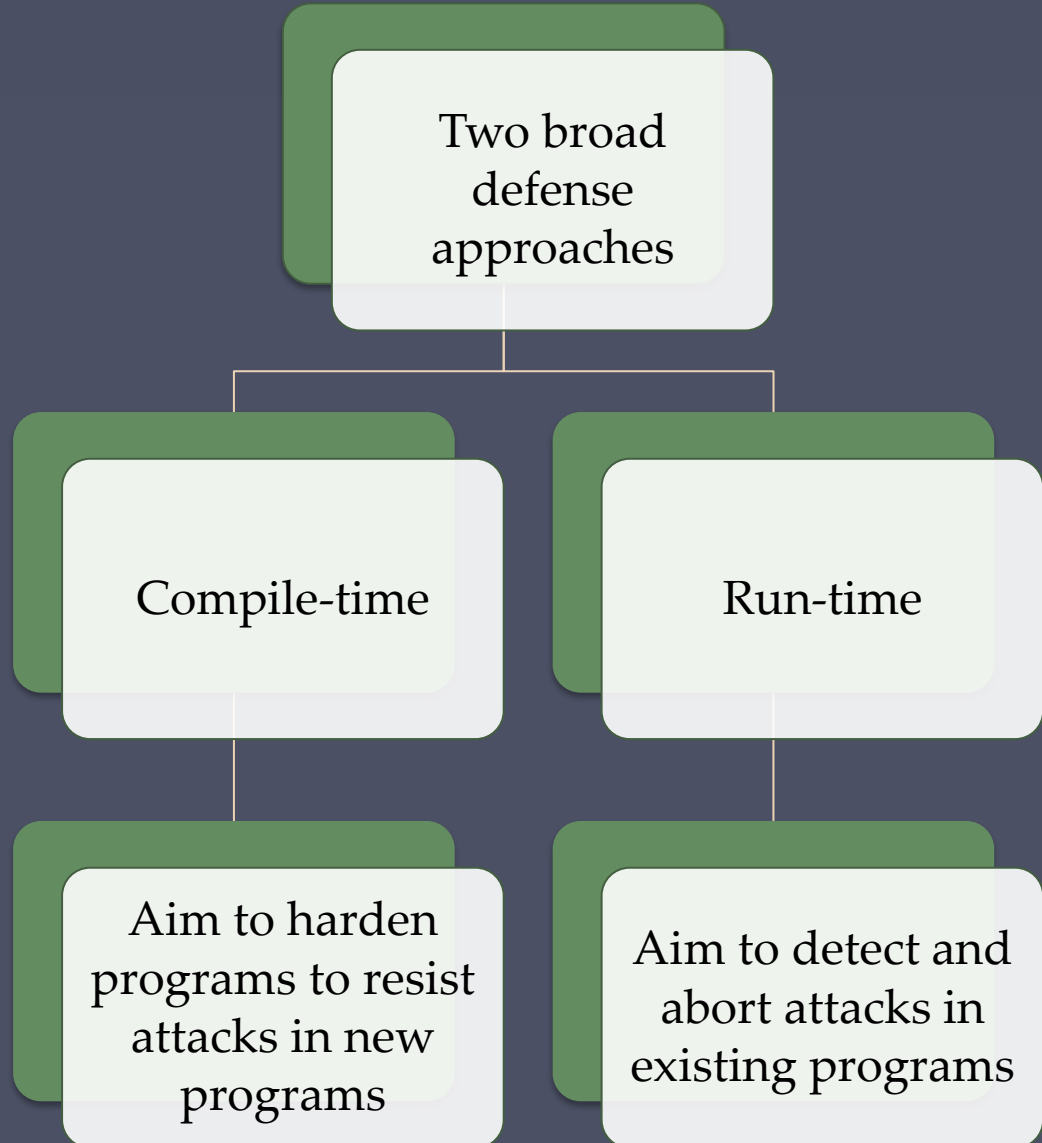 Two broad
defense
approaches
Compile-time
Run-time
Aim to harden
programs to resist
attacks in new
programs
Aim to detect and
abort attacks in
existing programs